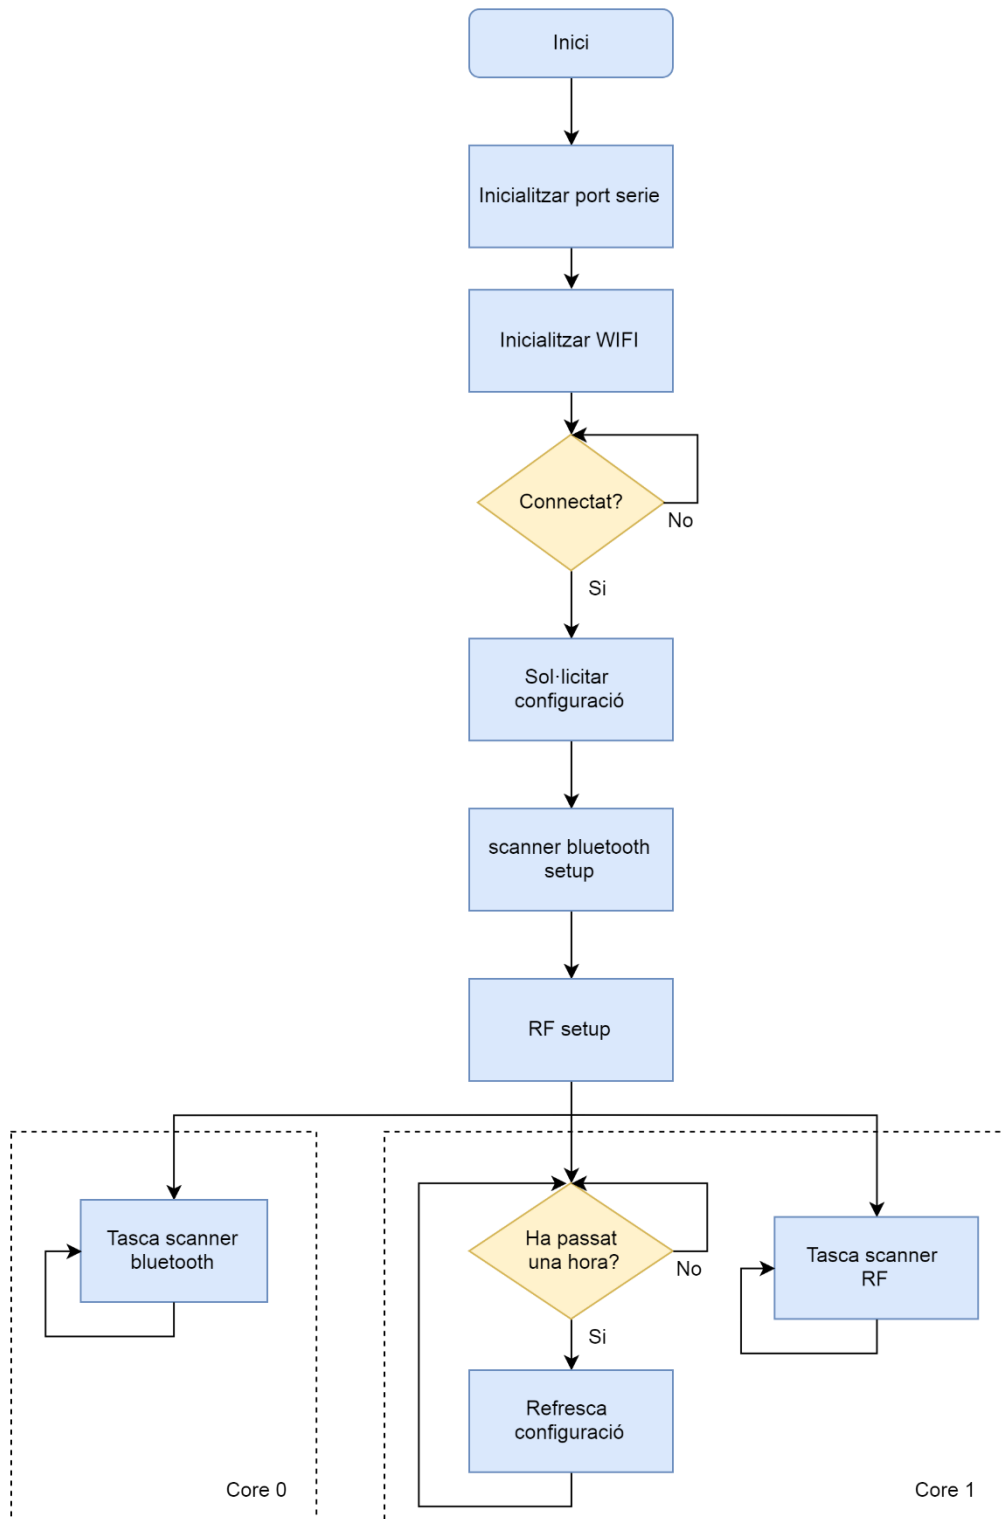 Inici
Inicialitzar port serie
Inicialitzar WIFI
Connectat?
No
Si
Sol·licitar
configuració
scanner bluetooth
setup
RF setup
Tasca scanner
bluetooth
Ha passat
una hora?
No
Tasca scanner
RF
Si
Refresca
configuració
Core 0
Core 1